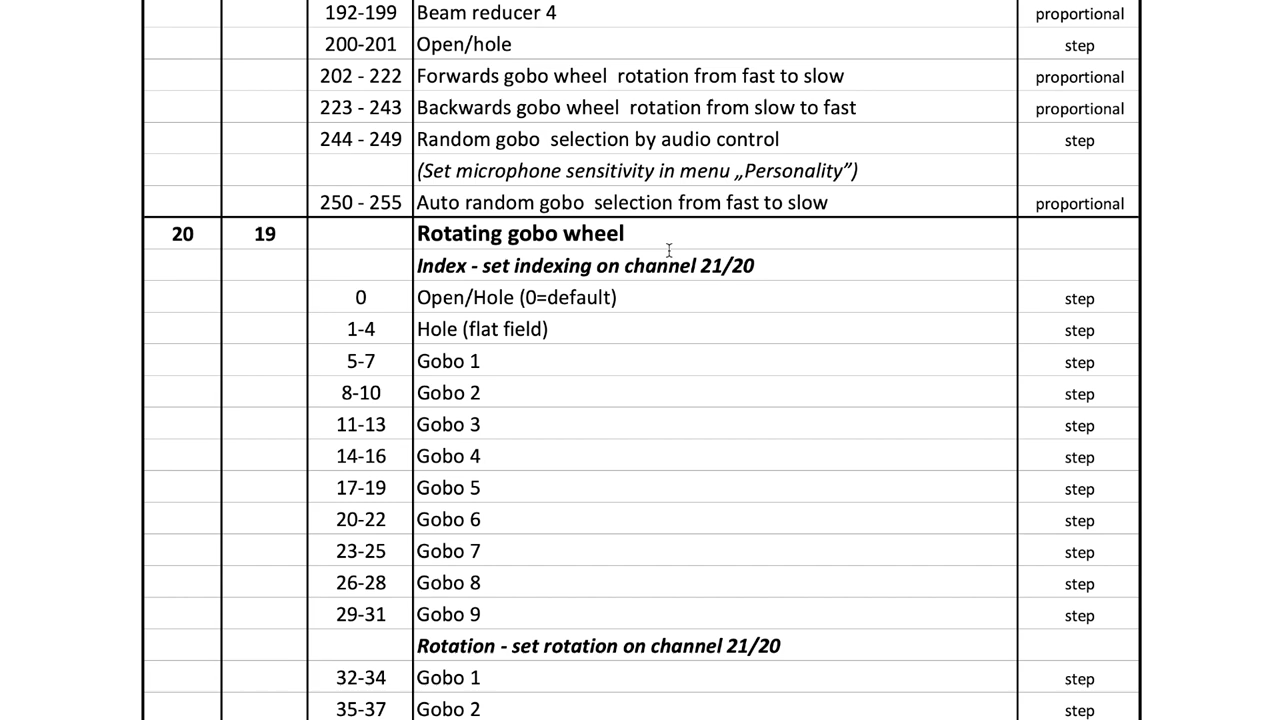 192-199 Beam reducer 4 proportional
200-201 Open/hole step
202 - 222 Forwards gobo wheel rotation from fast to slow proportional
223 - 243 Backwards gobo wheel rotation from slow to fast proportional
244 - 249 Random gobo selection by audio control step
(Set microphone sensitivity in menu „Personality”)
250 - 255 Auto random gobo selection from fast to slow proportional
20 19 Rotating gobo wheel
Index - set indexing on channel 21/20
0 Open/Hole (0=default) step
1-4 Hole (flat field) step
5-7 Gobo 1 step
8-10 Gobo 2 step
11-13 Gobo 3 step
14-16 Gobo 4 step
17-19 Gobo 5 step
20-22 Gobo 6 step
23-25 Gobo 7 step
26-28 Gobo 8 step
29-31 Gobo 9 step
Rotation - set rotation on channel 21/20
32-34 Gobo 1 step
35-37 Gobo 2 step